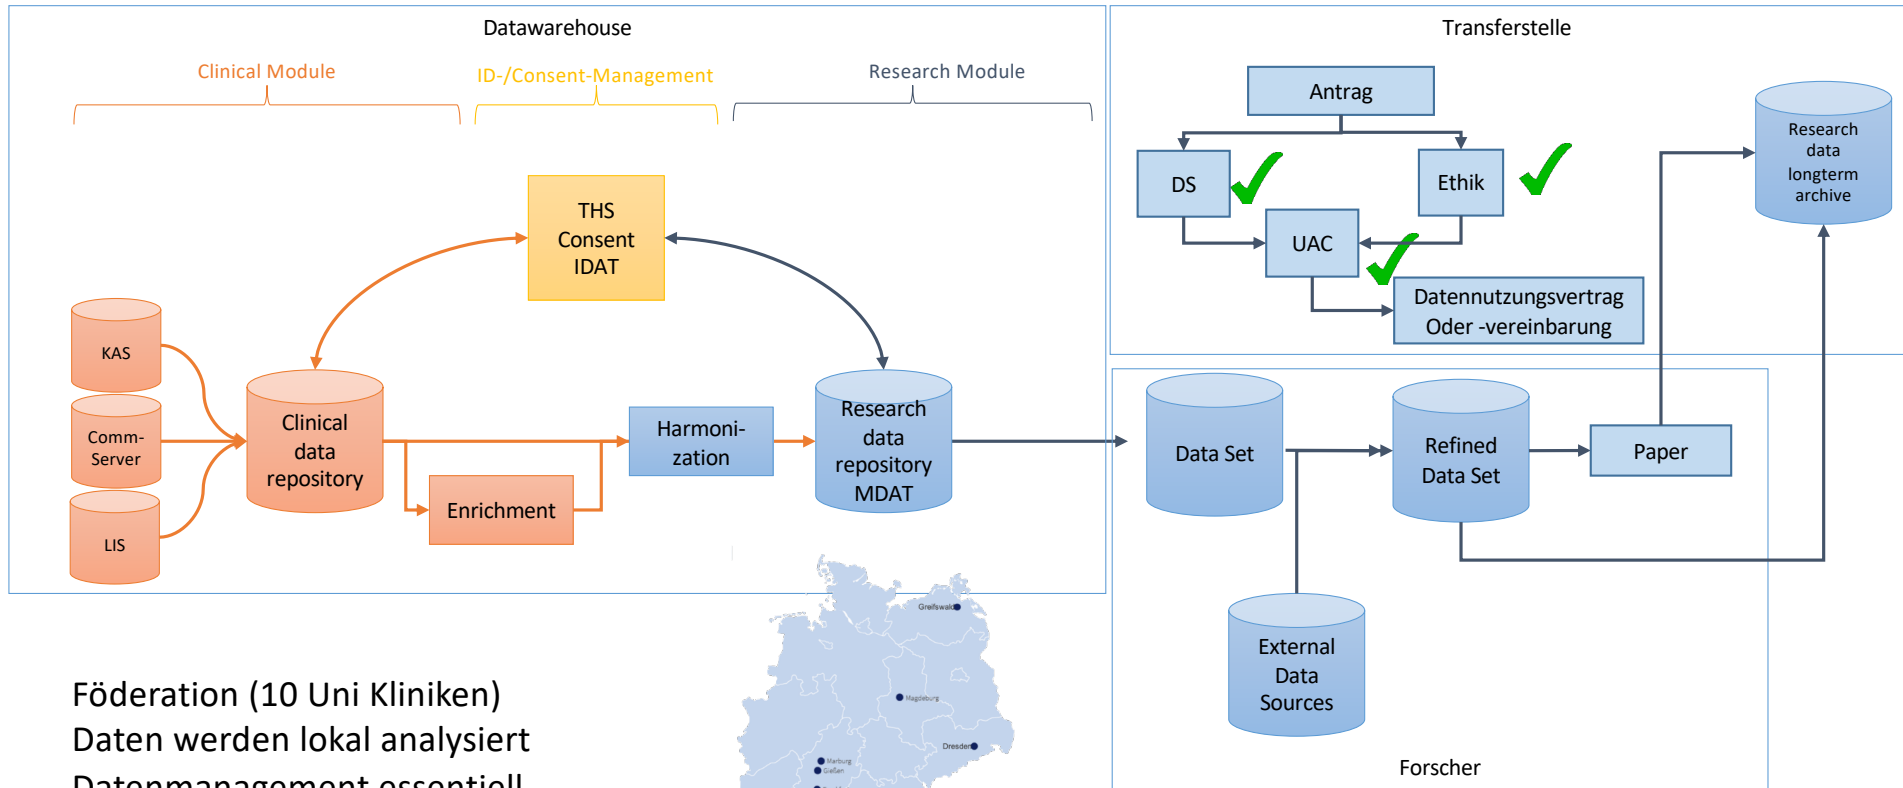 Datawarehouse
Clinical Module
ID-/Consent-Management
Research Module
THS
Consent
IDAT
KAS
Comm-
Server
LIS
Clinical
data
repository
Enrichment
Harmoni-
zation
Research
data
repository
MDAT
Transferstelle
Antrag
DS
Ethik
UAC
Datennutzungsvertrag
Oder -vereinbarung
Research
data
longterm
archive
Data Set
Refined
Data Set
Paper
External
Data
Sources
Forscher
Föderation (10 Uni Kliniken)
Daten werden lokal analysiert
Datenmanagement essentiell
Greifswald
Magdeburg
Dresden
Marburg
Gießen